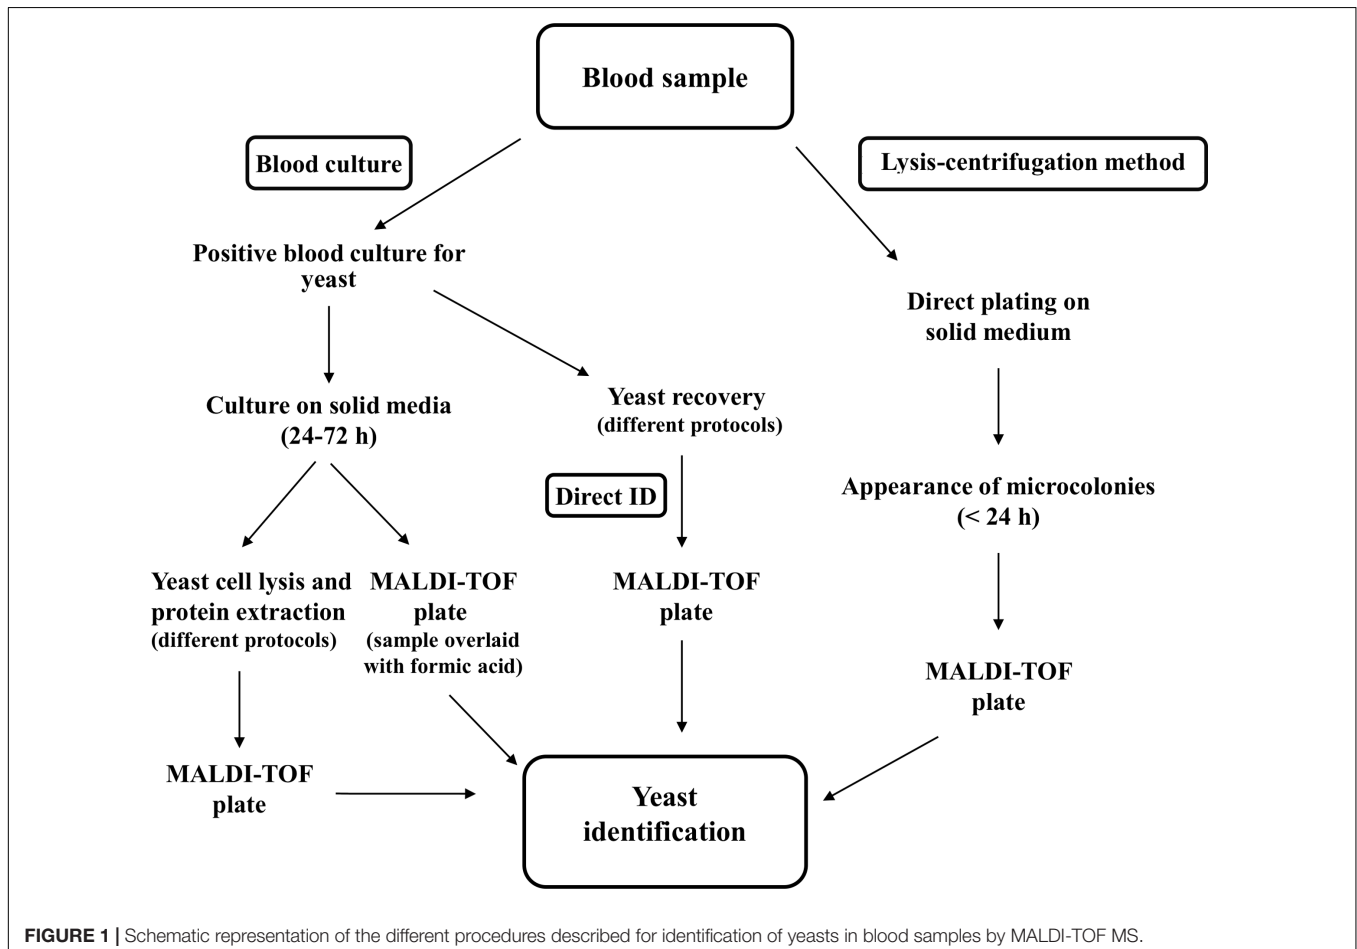 Blood sample
Blood culture
Lysis-centrifugation method
Positive blood culture for
yeast
Direct plating on
solid medium
Culture on solid media
(24-72 h)
Yeast recovery
(different protocols)
Direct ID
Appearance of microcolonies
(< 24 h)
Yeast cell lysis and
protein extraction
(different protocols)
MALDI-TOF
plate
(sample overlaid
with formic acid)
MALDI-TOF
plate
MALDI-TOF
plate
MALDI-TOF
plate
Yeast
identification
FIGURE 1 | Schematic representation of the different procedures described for identification of yeasts in blood samples by MALDI-TOF MS.